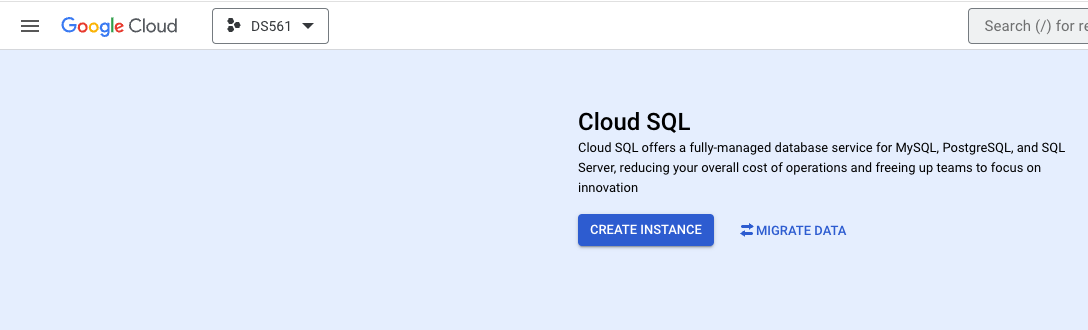 Google Cloud
DS561
Search (/) for re
Cloud SQL
Cloud SQL offers a fully-managed database service for MySQL, PostgreSQL, and SQL
Server, reducing your overall cost of operations and freeing up teams to focus on
innovation
CREATE INSTANCE
MIGRATE DATA